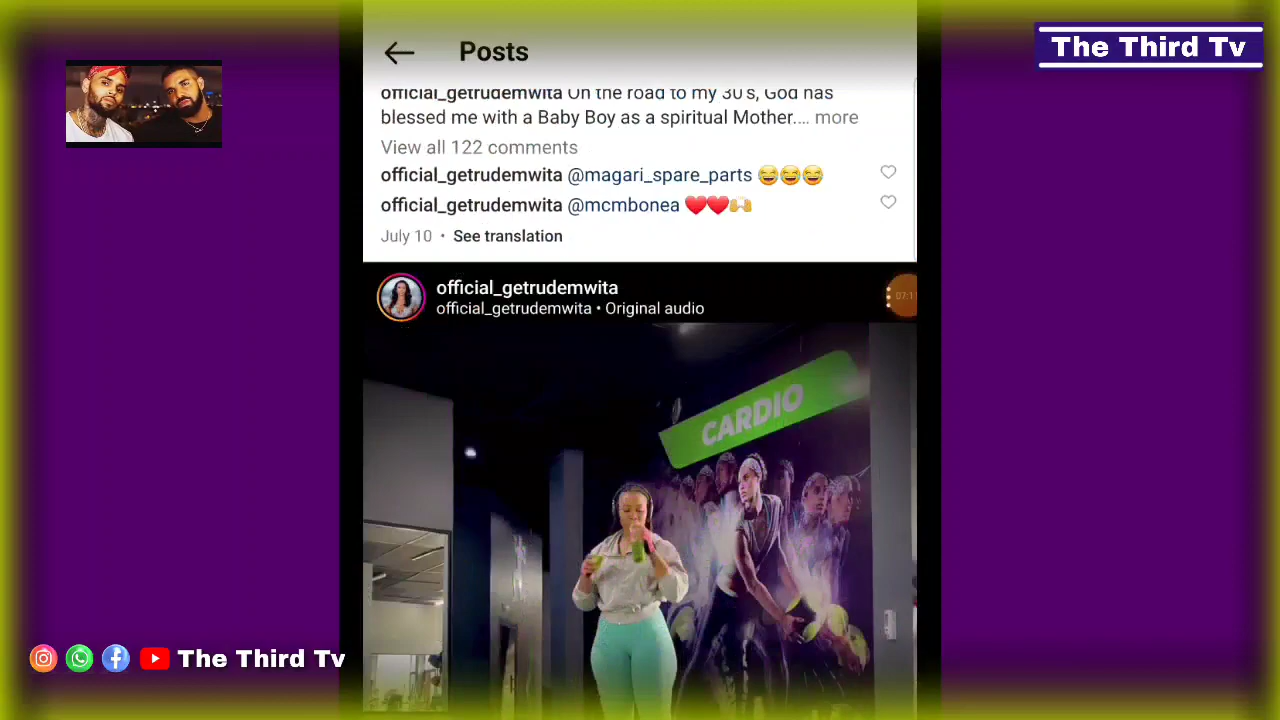 The Third Tv
Posts
official_getrudemwita On the road to my 30's, God has
blessed me with a Baby Boy as a spiritual Mother.... more
View all 122 comments
official_getrudemwita @magari_spare_parts 😂😂😂
official_getrudemwita @mcmbonea ❤️❤️🙌
July 10 • See translation
official_getrudemwita
official_getrudemwita • Original audio
CARDIO
The Third Tv